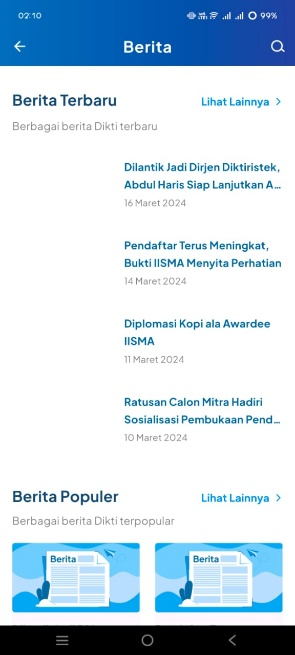 02:10
99%
Berita
Berita Terbaru
Lihat Lainnya
Berbagai berita Dikti terbaru
Dilantik Jadi Dirjen Diktiristek,
Abdul Haris Siap Lanjutkan A...
16 Maret 2024
Pendaftar Terus Meningkat,
Bukti IISMA Menyita Perhatian
14 Maret 2024
Diplomasi Kopi ala Awardee
IISMA
11 Maret 2024
Ratusan Calon Mitra Hadiri
Sosialisasi Pembukaan Pend...
10 Maret 2024
Berita Populer
Lihat Lainnya
Berbagai berita Dikti terpopular
Berita
Berita